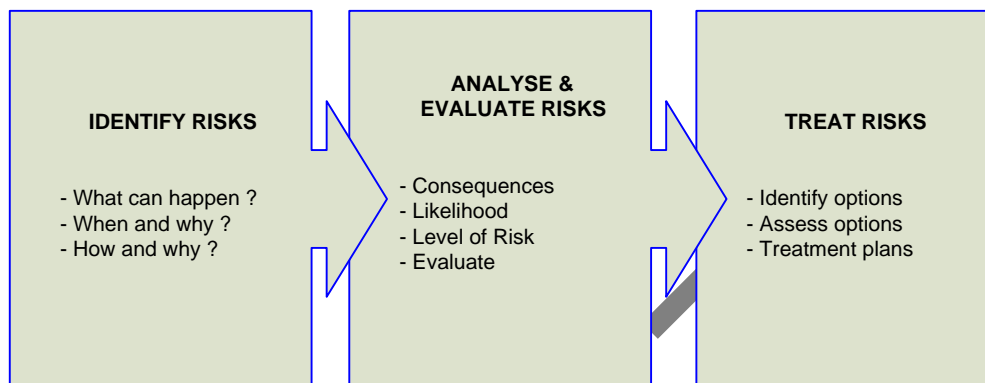 IDENTIFY RISKS
- What can happen ?
- When and why ?
- How and why ?
ANALYSE &
EVALUATE RISKS
- Consequences
- Likelihood
- Level of Risk
- Evaluate
TREAT RISKS
- Identify options
- Assess options
- Treatment plans